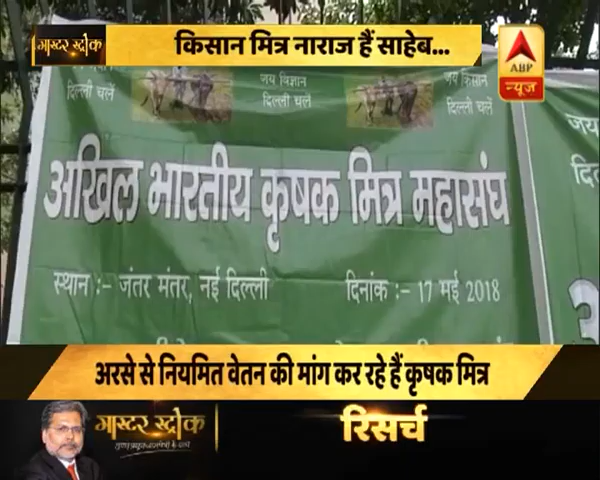 मास्टर स्ट्रोक
किसान मित्र नाराज हैं साहेब...
ABP
न्यूज़
जय विज्ञान
दिल्ली चलें
जय किसान
दिल्ली चलें
दिल्ली चलें
जय
अखिल भारतीय कृषक मित्र महासंघ
स्थान :- जंतर मंतर, नई दिल्ली
दिनांक :- 17 मई 2018
अरसे से नियमित वेतन की मांग कर रहे हैं कृषक मित्र
मास्टर स्ट्रोक
रिसर्च